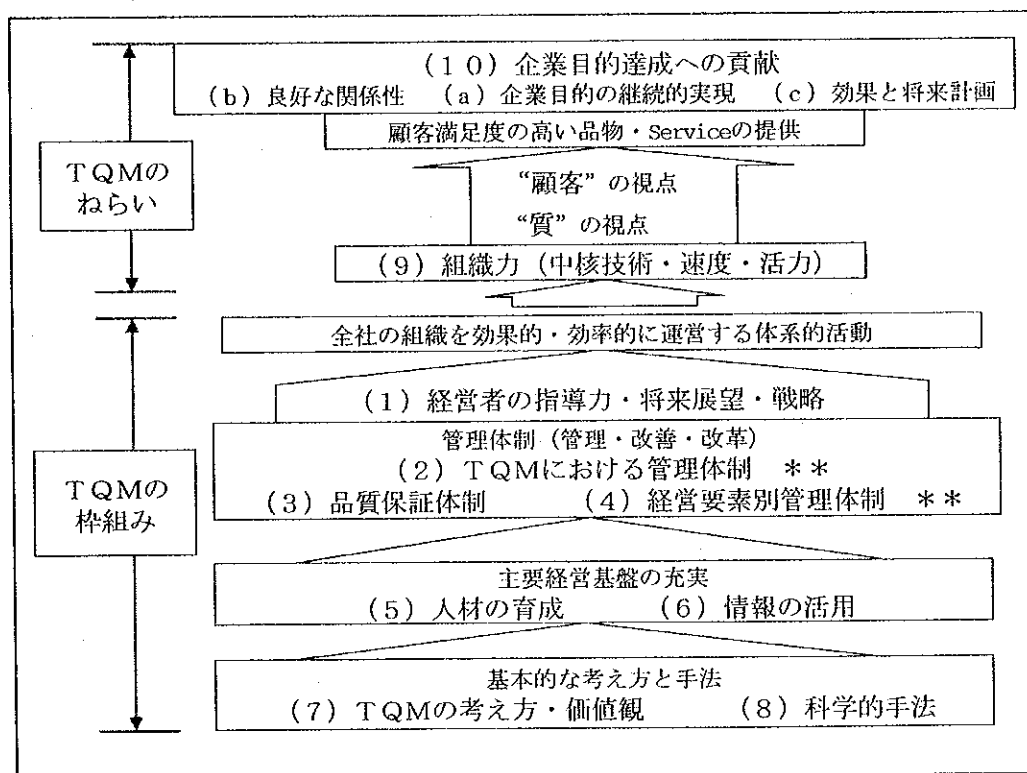 (10)企業目的達成への貢献
(b)良好な関係性 (a)企業目的の継続的実現 (c)効果と将来計画
顧客満足度の高い品物・Serviceの提供
TQMの
ねらい
“顧客”の視点
“質”の視点
(9)組織力(中核技術・速度・活力)
全社の組織を効果的・効率的に運営する体系的活動
(1)経営者の指導力・将来展望・戦略
管理体制(管理・改善・改革)
(2)TQMにおける管理体制 **
(3)品質保証体制 (4)経営要素別管理体制 **
TQMの
枠組み
主要経営基盤の充実
(5)人材の育成 (6)情報の活用
基本的な考え方と手法
(7)TQMの考え方・価値観 (8)科学的手法